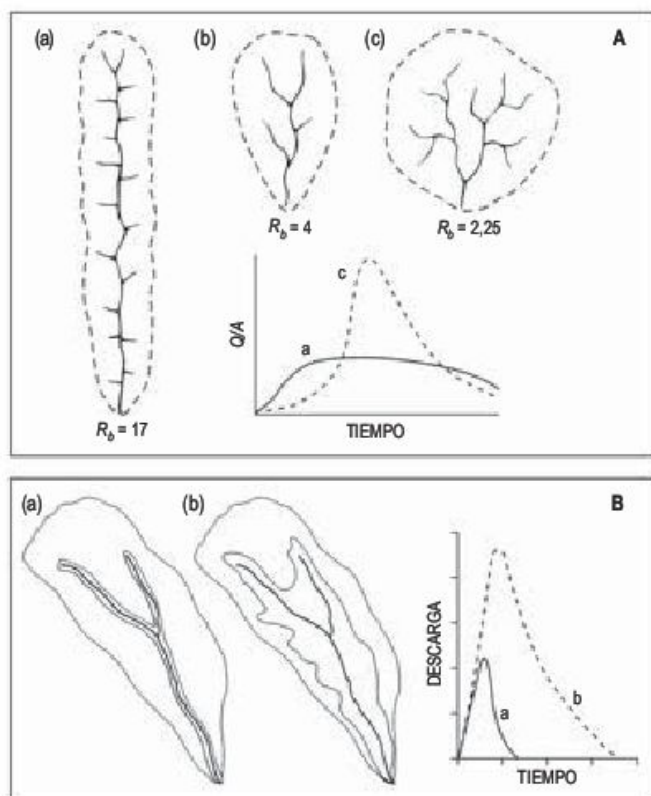 (a)
(b)
(c)
A
R_b = 17
R_b = 4
R_b = 2,25
Q/A
c
a
TIEMPO
(a)
(b)
B
DESCARGA
b
a
TIEMPO